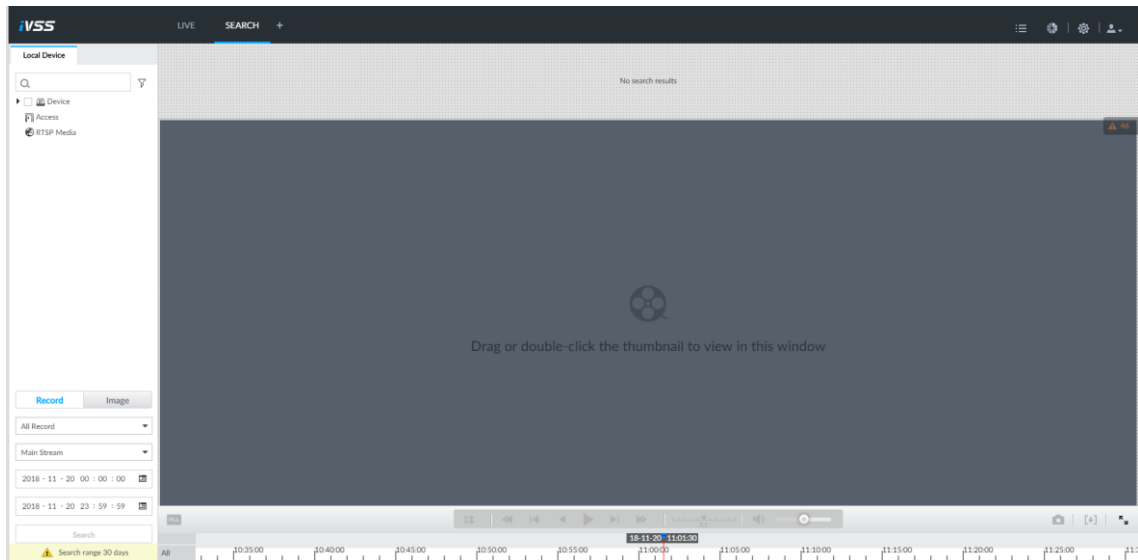 iVSS
LIVE
SEARCH +
Local Device
No search results
Device
Access
RTSP Media
Drag or double-click the thumbnail to view in this window
Record Image
All Record
Main Stream
2018 - 11 - 20 00 : 00 : 00
2018 - 11 - 20 23 : 59 : 59
Search
Search range 30 days
18-11-20 11:01:30
All 10:35:00 10:40:00 10:45:00 10:50:00 10:55:00 11:00:00 11:05:00 11:10:00 11:15:00 11:20:00 11:25:00